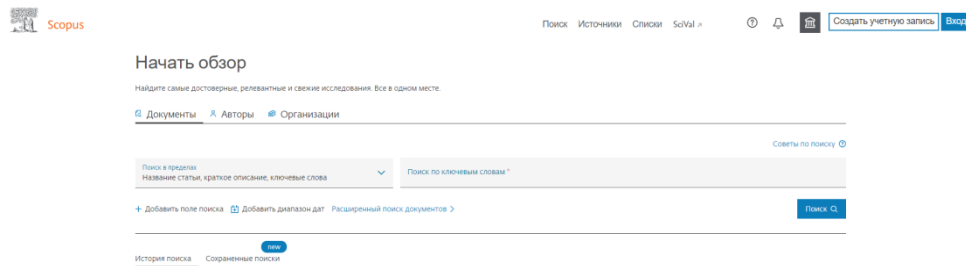 Scopus
Поиск Источники Списки SciVal ↗ Создать учетную запись Вход
Начать обзор
Найдите самые достоверные, релевантные и свежие исследования. Все в одном месте.
Документы Авторы Организации
Советы по поиску
Поиск в пределах
Название статьи, краткое описание, ключевые слова
Поиск по ключевым словам *
+ Добавить поле поиска Добавить диапазон дат Расширенный поиск документов >
Поиск
new
История поиска Сохраненные поиски